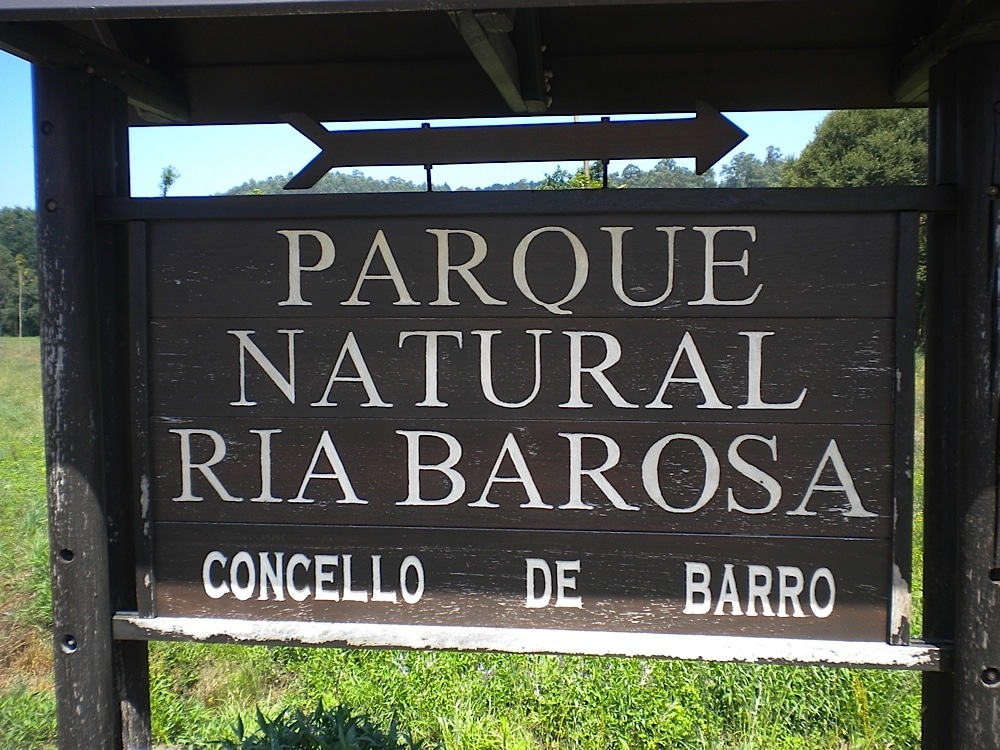 PARQUE
NATURAL
RIA BAROSA
CONCELLO DE BARRO